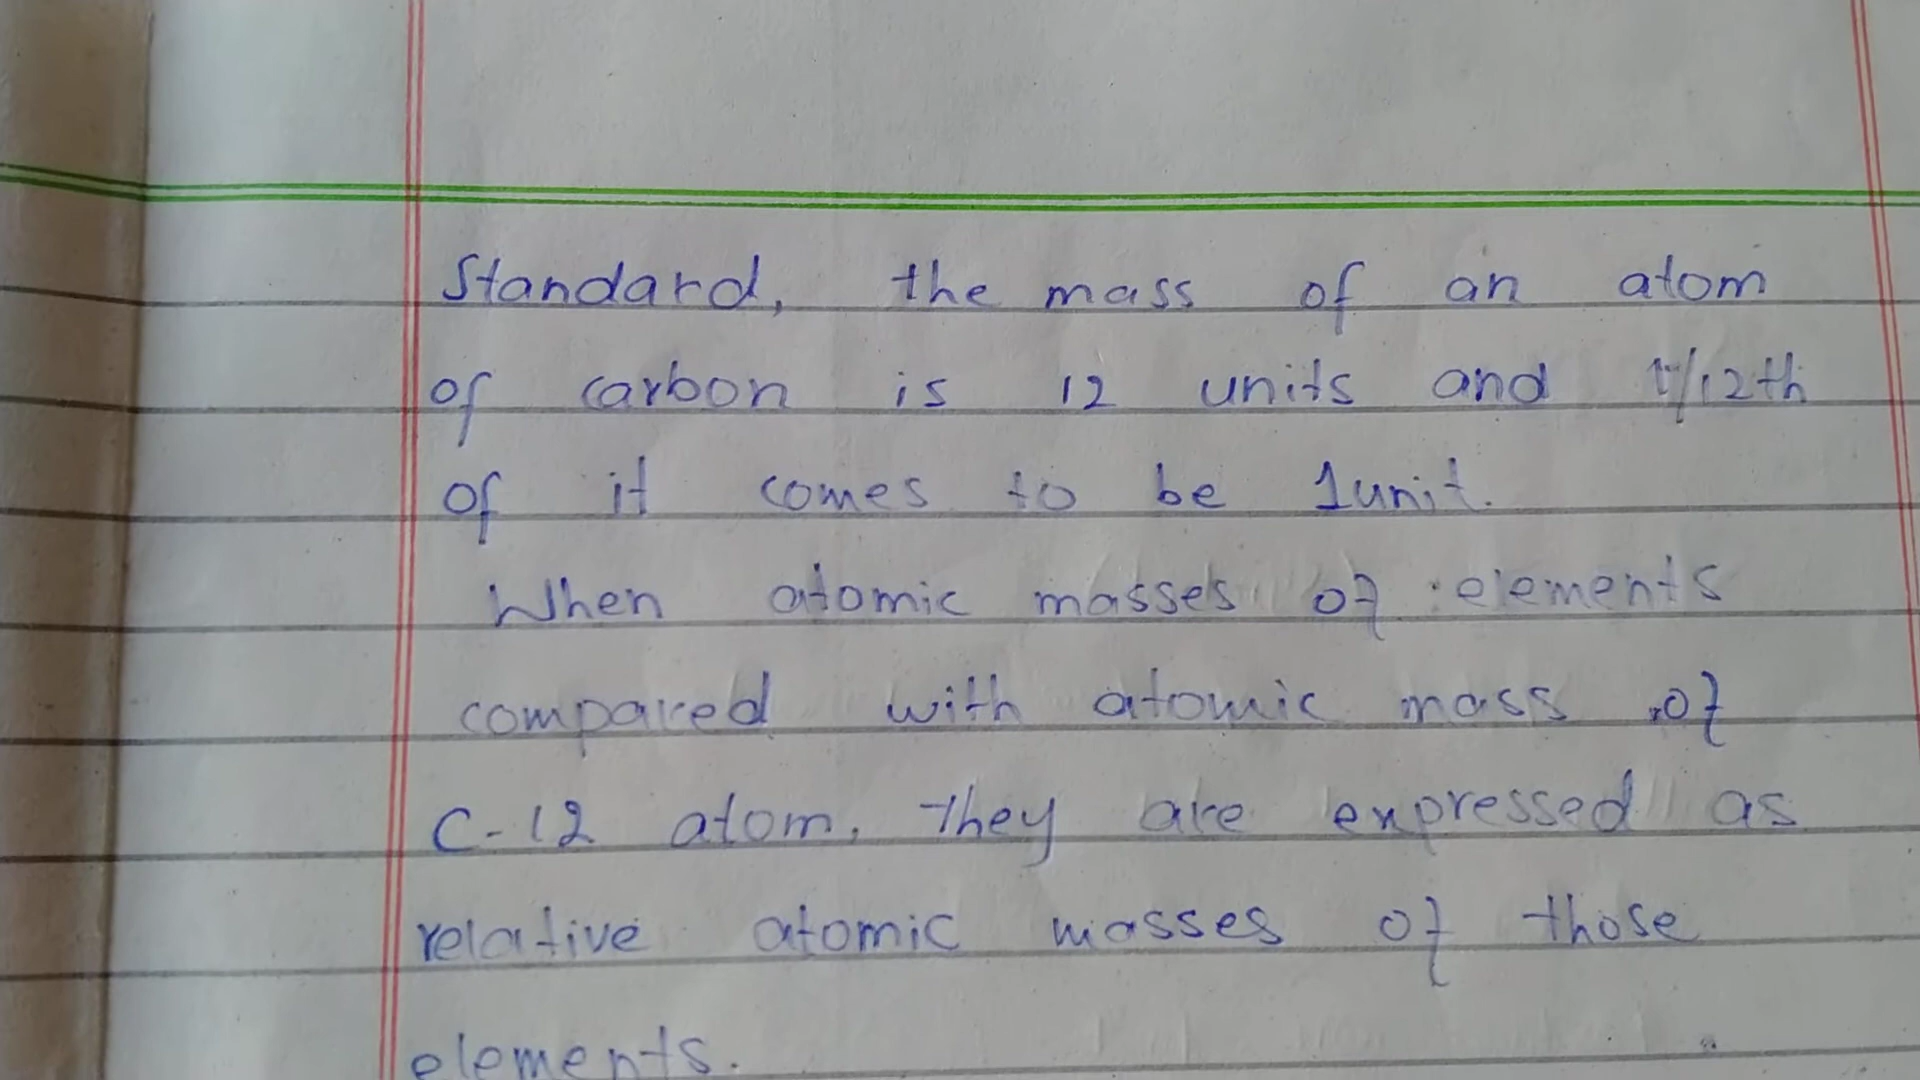 Standard, the mass of an atom
of carbon is 12 units and 1/12th
of it comes to be 1unit.
When atomic masses of elements
compared with atomic mass of
C-12 atom, they are expressed as
relative atomic masses of those
elements.